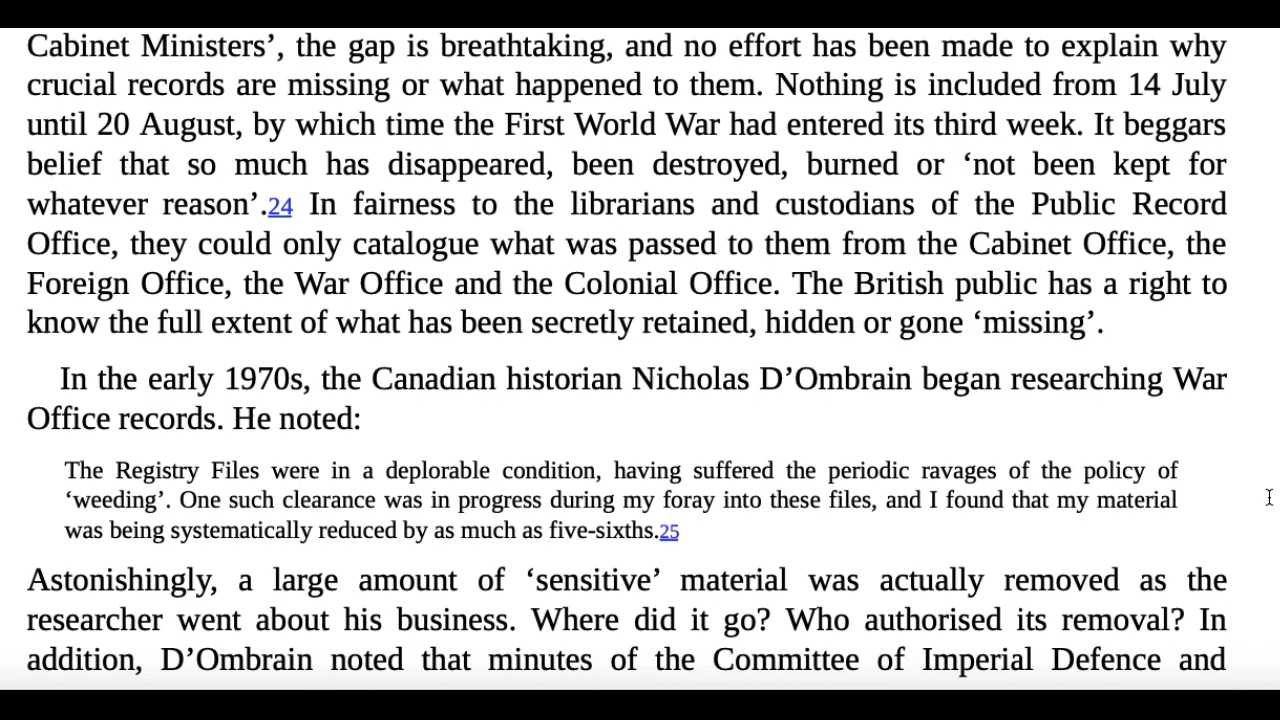 Cabinet Ministers’, the gap is breathtaking, and no effort has been made to explain why
crucial records are missing or what happened to them. Nothing is included from 14 July
until 20 August, by which time the First World War had entered its third week. It beggars
belief that so much has disappeared, been destroyed, burned or ‘not been kept for
whatever reason’.24 In fairness to the librarians and custodians of the Public Record
Office, they could only catalogue what was passed to them from the Cabinet Office, the
Foreign Office, the War Office and the Colonial Office. The British public has a right to
know the full extent of what has been secretly retained, hidden or gone ‘missing’.
In the early 1970s, the Canadian historian Nicholas D’Ombrain began researching War
Office records. He noted:
The Registry Files were in a deplorable condition, having suffered the periodic ravages of the policy of
‘weeding’. One such clearance was in progress during my foray into these files, and I found that my material
was being systematically reduced by as much as five-sixths.25
Astonishingly, a large amount of ‘sensitive’ material was actually removed as the
researcher went about his business. Where did it go? Who authorised its removal? In
addition, D’Ombrain noted that minutes of the Committee of Imperial Defence and